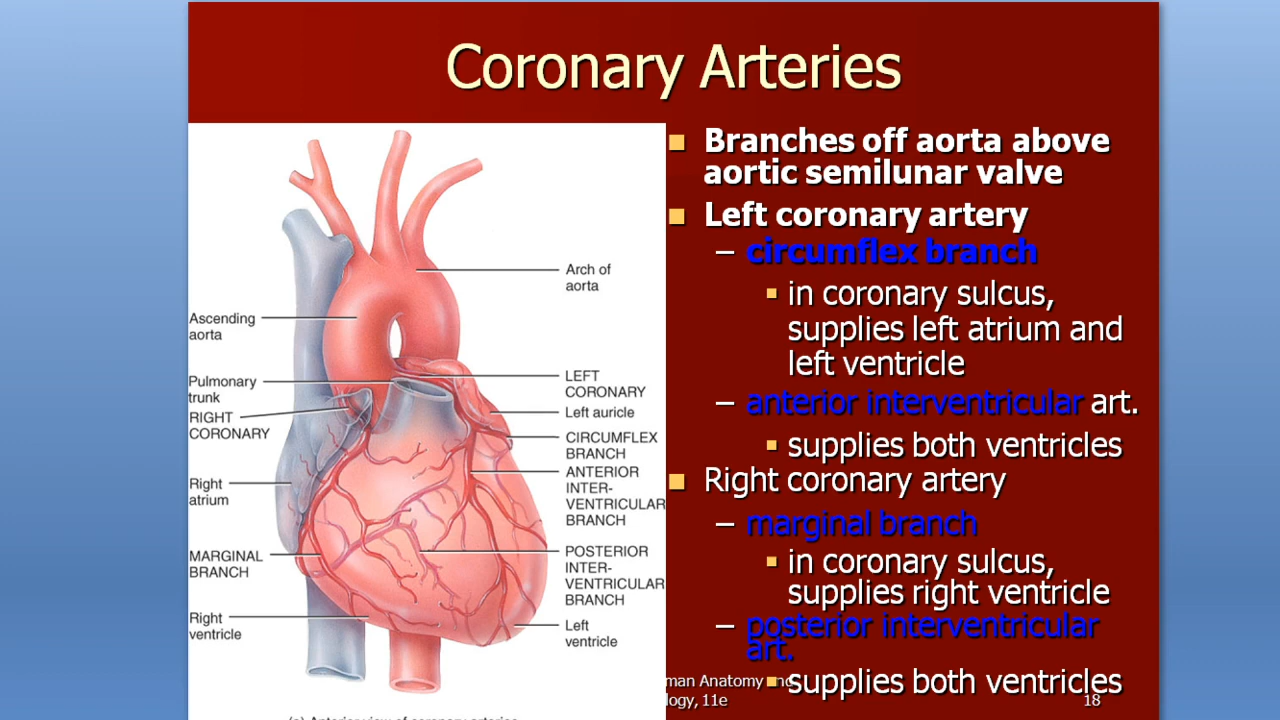 Coronary Arteries
Branches off aorta above
aortic semilunar valve
Left coronary artery
– circumflex branch
in coronary sulcus,
supplies left atrium and
left ventricle
– anterior interventricular art.
supplies both ventricles
Right coronary artery
– marginal branch
in coronary sulcus,
supplies right ventricle
– posterior interventricular
art.
supplies both ventricles
Arch of
aorta
Ascending
aorta
Pulmonary
trunk
RIGHT
CORONARY
Right
atrium
MARGINAL
BRANCH
Right
ventricle
LEFT
CORONARY
Left auricle
CIRCUMFLEX
BRANCH
ANTERIOR
INTER-
VENTRICULAR
BRANCH
POSTERIOR
INTER-
VENTRICULAR
BRANCH
Left
ventricle
(a) Anterior view of coronary arteries
Anatomy
11e
18